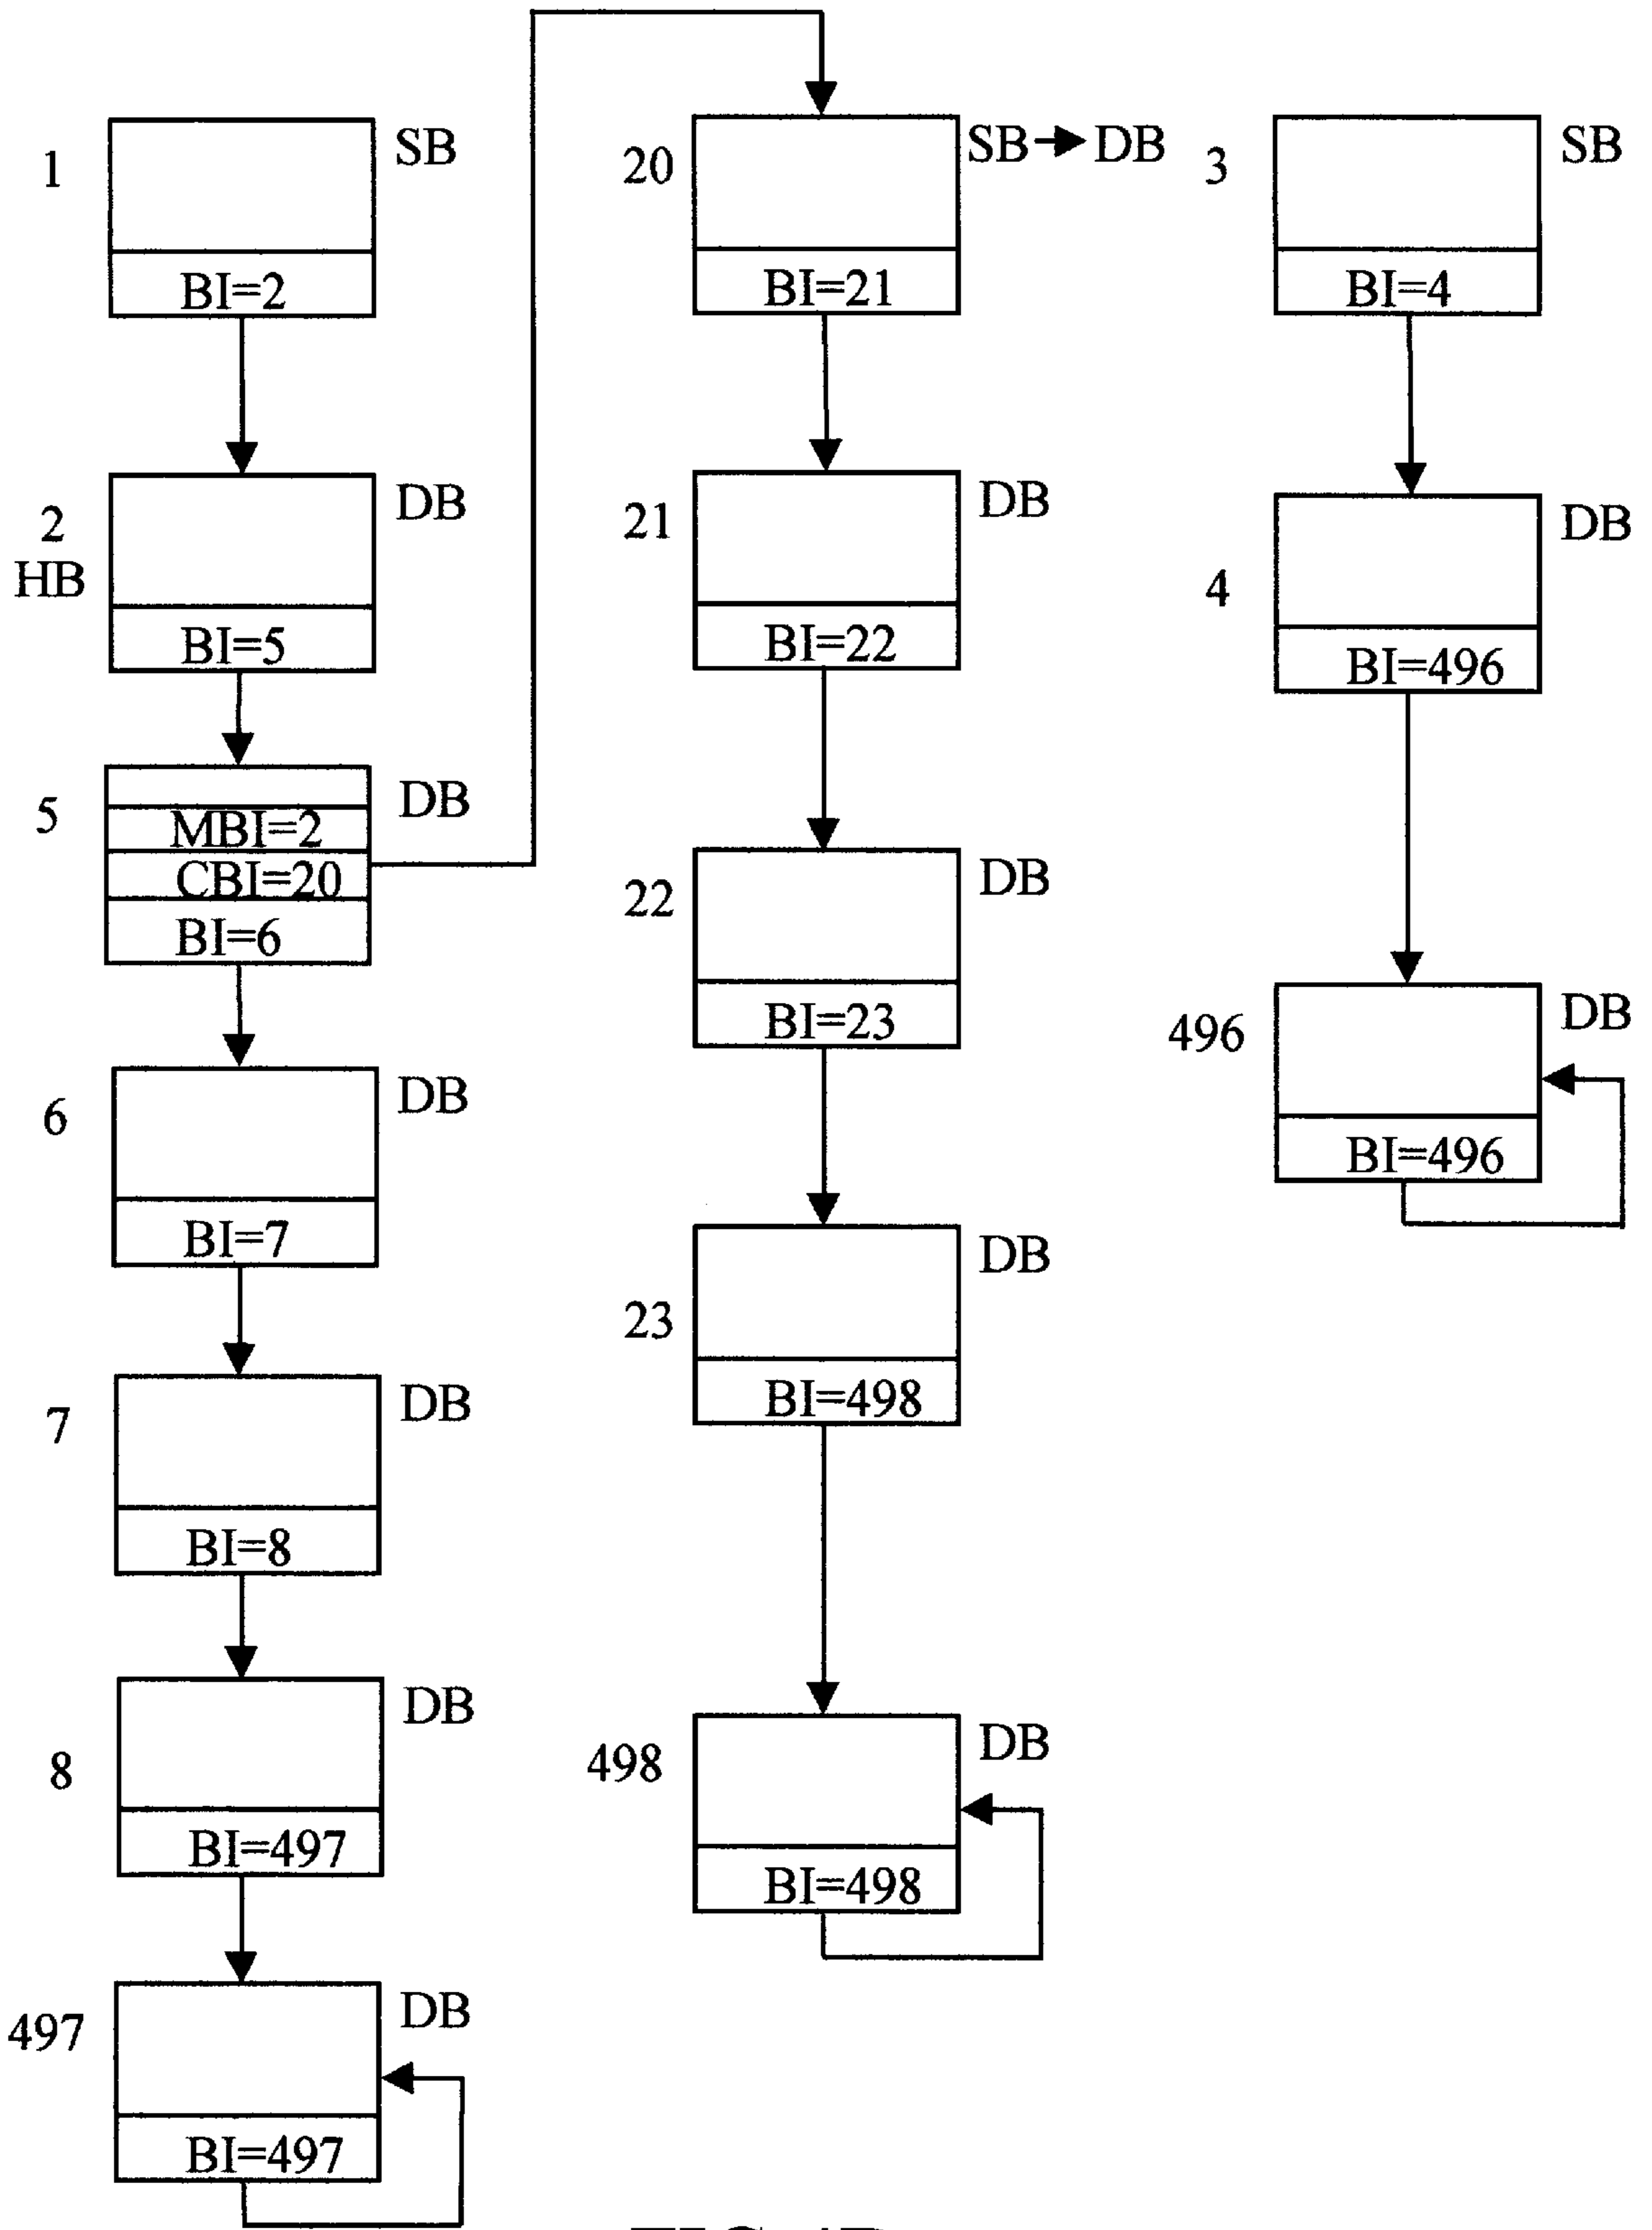 1
SB
BI=2
2
HB
DB
BI=5
5
DB
MBI=2
CBI=20
BI=6
6
DB
BI=7
7
DB
BI=8
8
DB
BI=497
497
DB
BI=497
20
SB → DB
BI=21
21
DB
BI=22
22
DB
BI=23
23
DB
BI=498
498
DB
BI=498
3
SB
BI=4
4
DB
BI=496
496
DB
BI=496